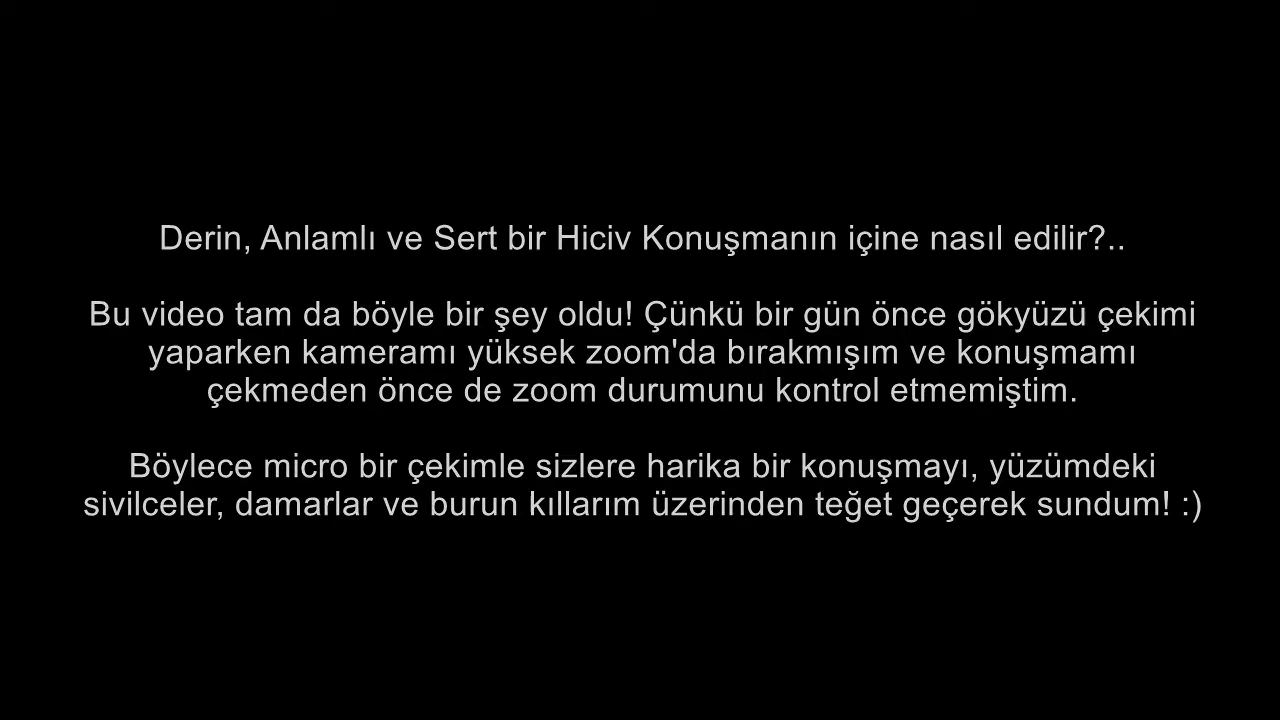 Derin, Anlamlı ve Sert bir Hiciv Konuşmanın içine nasıl edilir?..
Bu video tam da böyle bir şey oldu! Çünkü bir gün önce gökyüzü çekimi
yaparken kameramı yüksek zoom'da bırakmışım ve konuşmamı
çekmeden önce de zoom durumunu kontrol etmemiştim.
Böylece micro bir çekimle sizlere harika bir konuşmayı, yüzümdeki
sivilceler, damarlar ve burun kıllarım üzerinden teğet geçerek sundum! :)